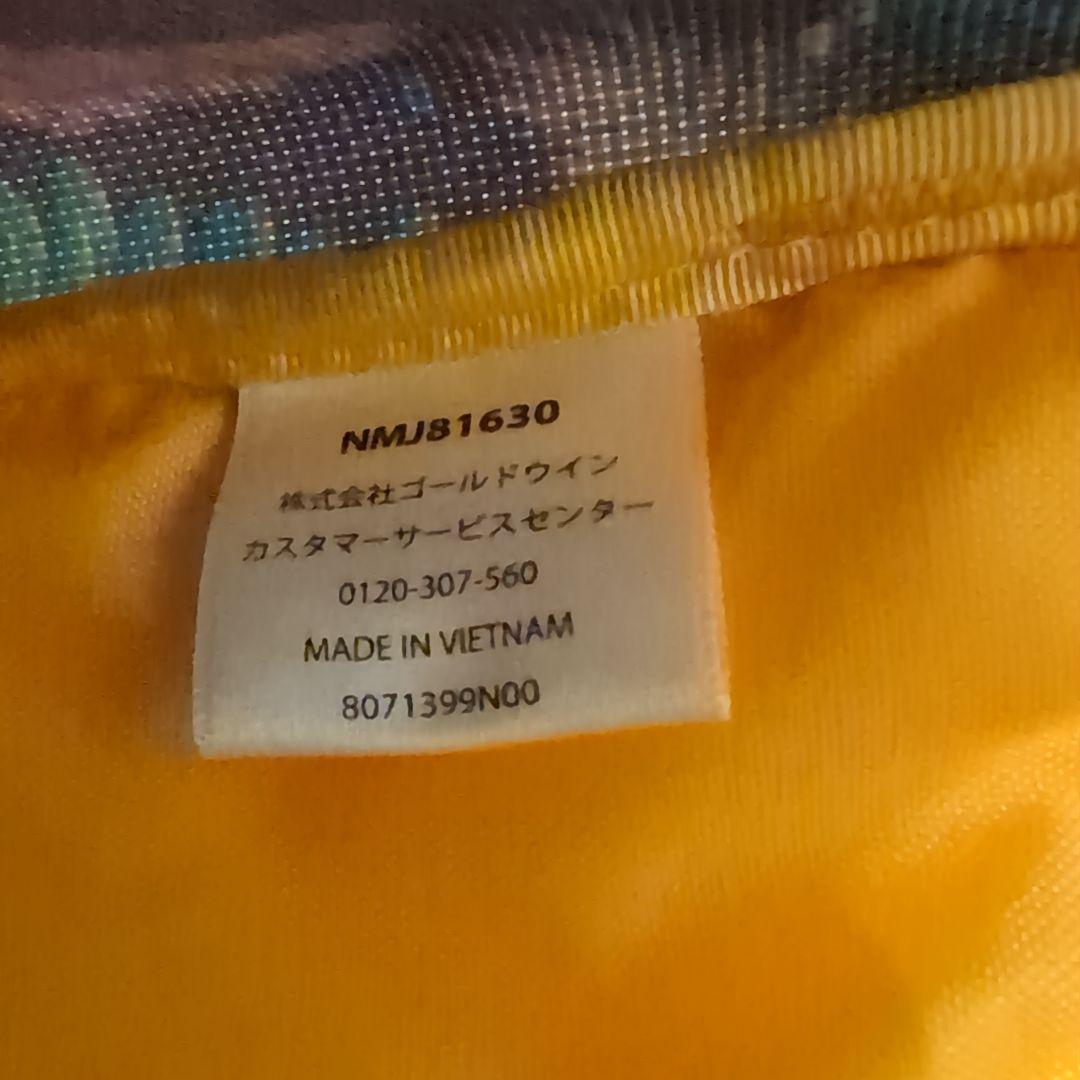 NMJ81630
株式会社ゴールドウイン
カスタマーサービスセンター
0120-307-560
MADE IN VIETNAM
8071399N00